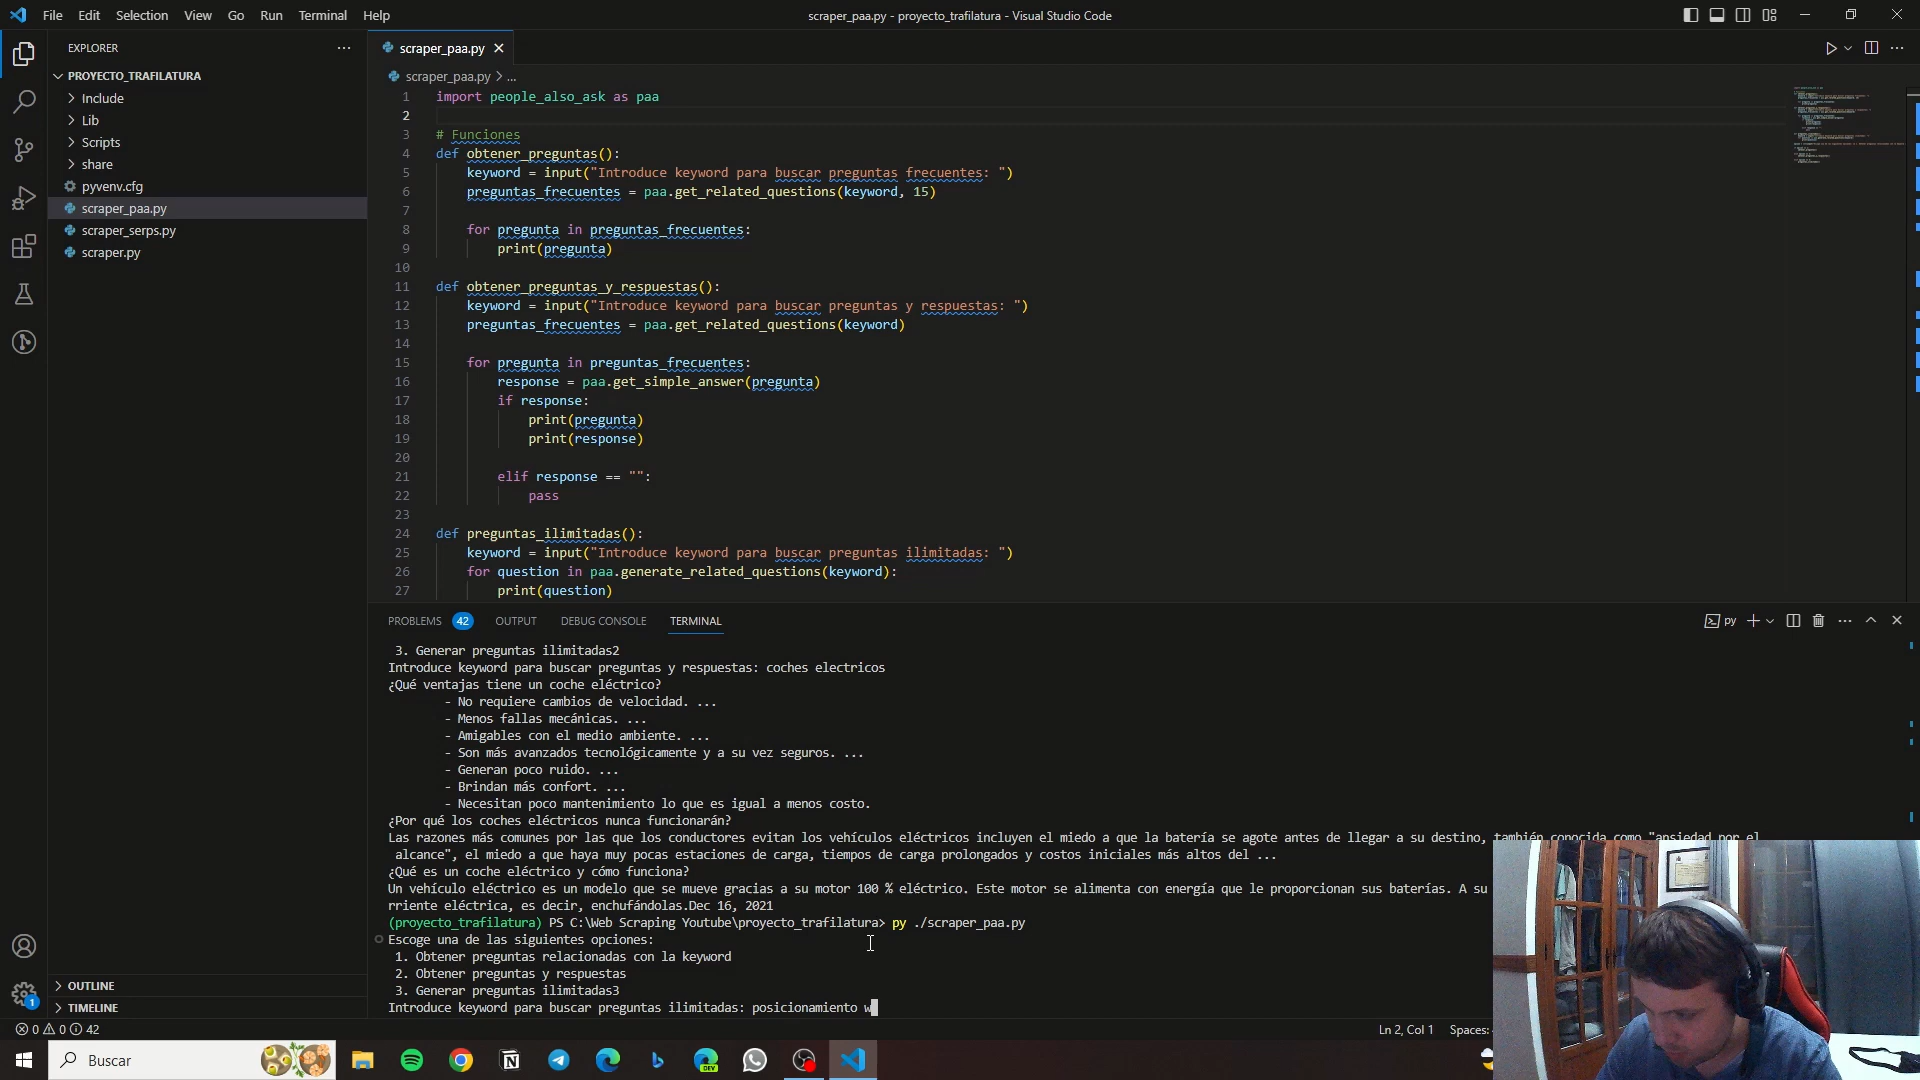 File Edit Selection View Go Run Terminal Help
scraper_paa.py - proyecto_trafilatura - Visual Studio Code
EXPLORER
PROYECTO_TRAFILATURA
Include
Lib
Scripts
share
pyvenv.cfg
scraper_paa.py
scraper_serps.py
scraper.py
OUTLINE
TIMELINE
scraper_paa.py
scraper_paa.py > ...
1 import people_also_ask as paa
2
3 # Funciones
4 def obtener_preguntas():
5 keyword = input("Introduce keyword para buscar preguntas frecuentes: ")
6 preguntas_frecuentes = paa.get_related_questions(keyword, 15)
7
8 for pregunta in preguntas_frecuentes:
9 print(pregunta)
10
11 def obtener_preguntas_y_respuestas():
12 keyword = input("Introduce keyword para buscar preguntas y respuestas: ")
13 preguntas_frecuentes = paa.get_related_questions(keyword)
14
15 for pregunta in preguntas_frecuentes:
16 response = paa.get_simple_answer(pregunta)
17 if response:
18 print(pregunta)
19 print(response)
20
21 elif response == "":
22 pass
23
24 def preguntas_ilimitadas():
25 keyword = input("Introduce keyword para buscar preguntas ilimitadas: ")
26 for question in paa.generate_related_questions(keyword):
27 print(question)
PROBLEMS 42 OUTPUT DEBUG CONSOLE TERMINAL
py
3. Generar preguntas ilimitadas2
Introduce keyword para buscar preguntas y respuestas: coches electricos
¿Qué ventajas tiene un coche eléctrico?
- No requiere cambios de velocidad. ...
- Menos fallas mecánicas. ...
- Amigables con el medio ambiente. ...
- Son más avanzados tecnológicamente y a su vez seguros. ...
- Generan poco ruido. ...
- Brindan más confort. ...
- Necesitan poco mantenimiento lo que es igual a menos costo.
¿Por qué los coches eléctricos nunca funcionarán?
Las razones más comunes por las que los conductores evitan los vehículos eléctricos incluyen el miedo a que la batería se agote antes de llegar a su destino, también conocida como "ansiedad por el
alcance", el miedo a que haya muy pocas estaciones de carga, tiempos de carga prolongados y costos iniciales más altos del ...
¿Qué es un coche eléctrico y cómo funciona?
Un vehículo eléctrico es un modelo que se mueve gracias a su motor 100 % eléctrico. Este motor se alimenta con energía que le proporcionan sus baterías. A su
rriente eléctrica, es decir, enchufándolas.Dec 16, 2021
(proyecto_trafilatura) PS C:\Web Scraping Youtube\proyecto_trafilatura> py ./scraper_paa.py
Escoge una de las siguientes opciones:
1. Obtener preguntas relacionadas con la keyword
2. Obtener preguntas y respuestas
3. Generar preguntas ilimitadas3
Introduce keyword para buscar preguntas ilimitadas: posicionamiento w
1
0 0 42
Ln 2, Col 1 Spaces:
Buscar
DEV